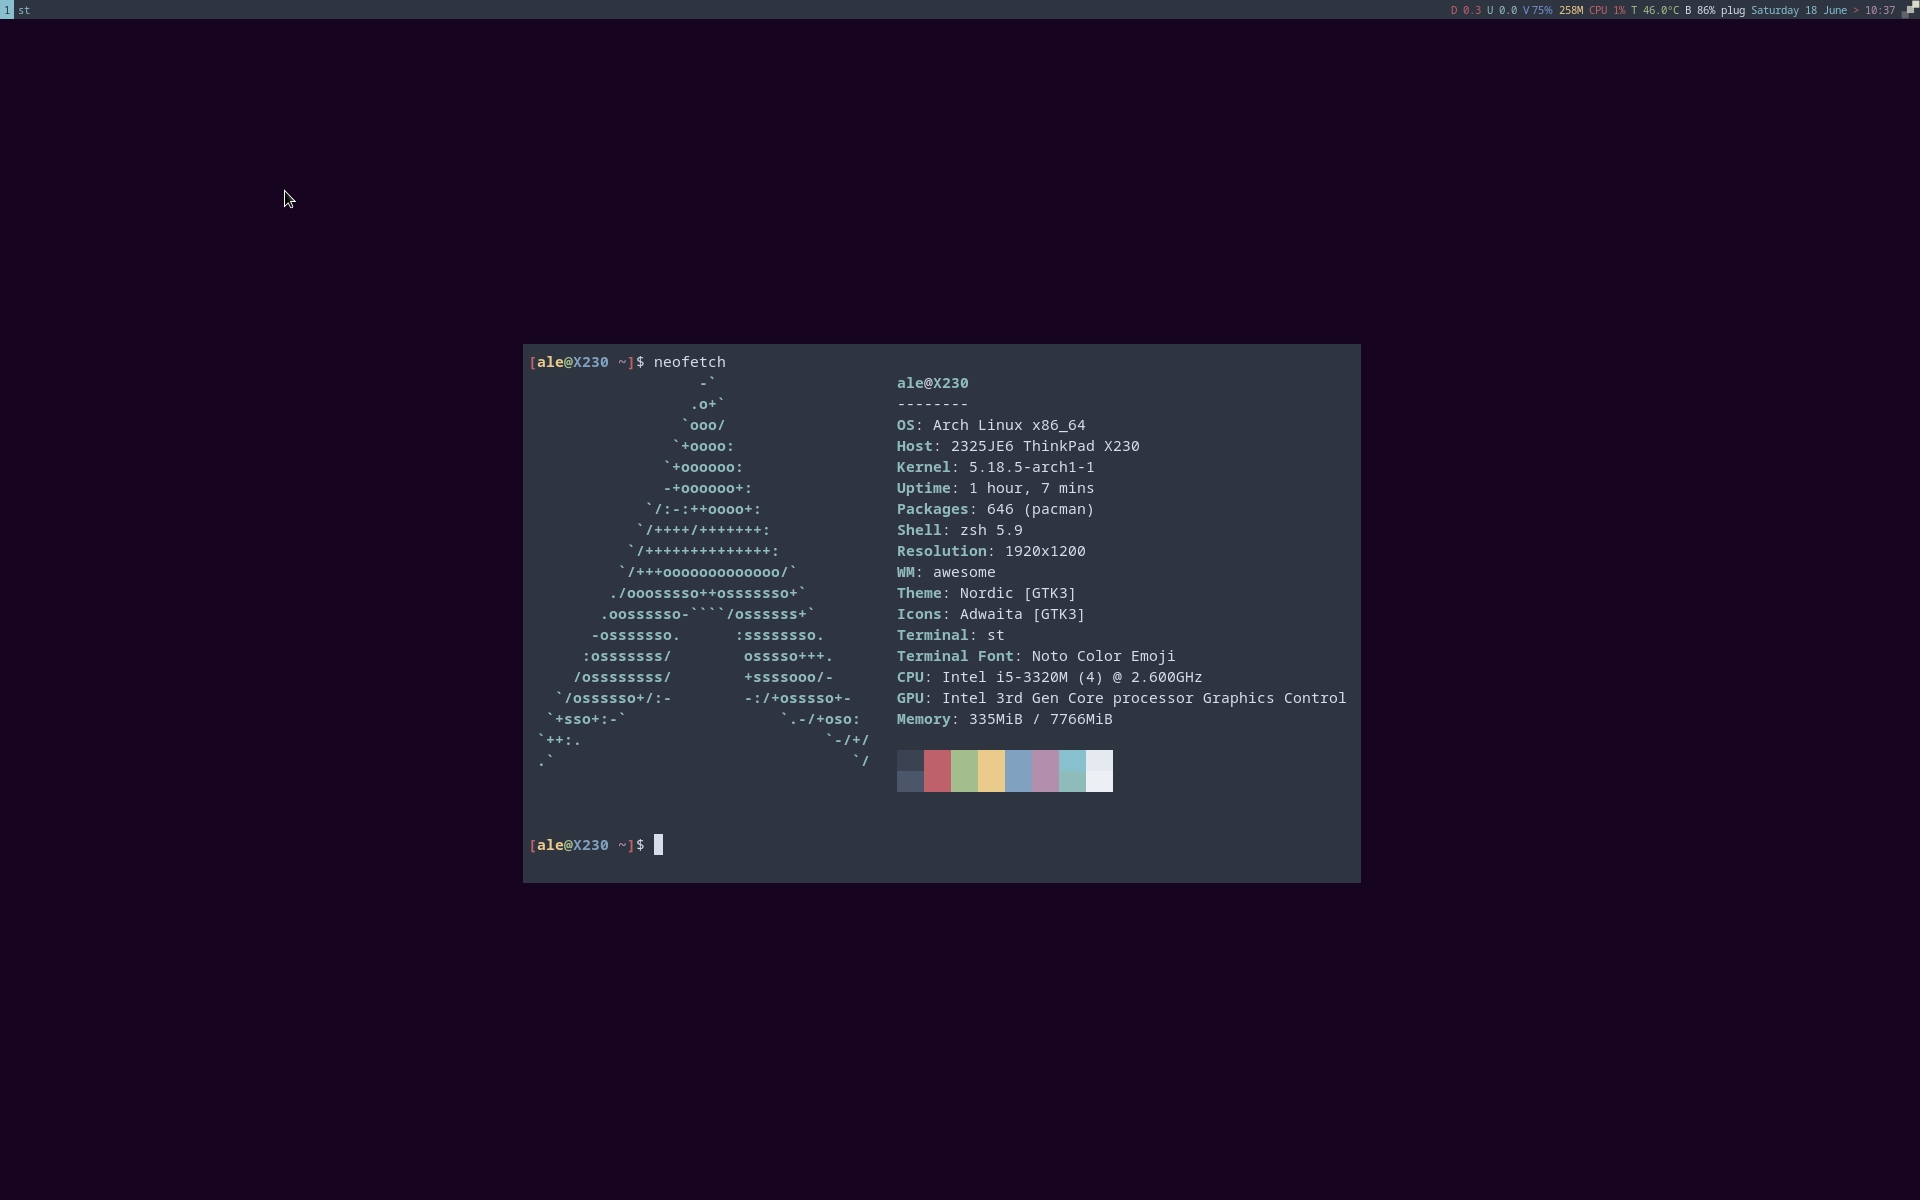 1 st D 0.3 U 0.0 V 75% 258M CPU 1% T 46.0°C B 86% plug Saturday 18 June > 10:37
[ale@X230 ~]$ neofetch
-` ale@X230
.o+` --------
`ooo/ OS: Arch Linux x86_64
`+oooo: Host: 2325JE6 ThinkPad X230
`+oooooo: Kernel: 5.18.5-arch1-1
-+oooooo+: Uptime: 1 hour, 7 mins
`/:-:++oooo+: Packages: 646 (pacman)
`/++++/+++++++: Shell: zsh 5.9
`/++++++++++++++: Resolution: 1920x1200
`/+++ooooooooooooo/` WM: awesome
./ooosssso++osssssso+` Theme: Nordic [GTK3]
.oossssso-````/ossssss+` Icons: Adwaita [GTK3]
-osssssso. :ssssssso. Terminal: st
:osssssss/ osssso+++. Terminal Font: Noto Color Emoji
/ossssssss/ +ssssooo/- CPU: Intel i5-3320M (4) @ 2.600GHz
`/ossssso+/:- -:/+osssso+- GPU: Intel 3rd Gen Core processor Graphics Control
`+sso+:-` `.-/+oso: Memory: 335MiB / 7766MiB
`++:. `-/+/
.` `/
[ale@X230 ~]$